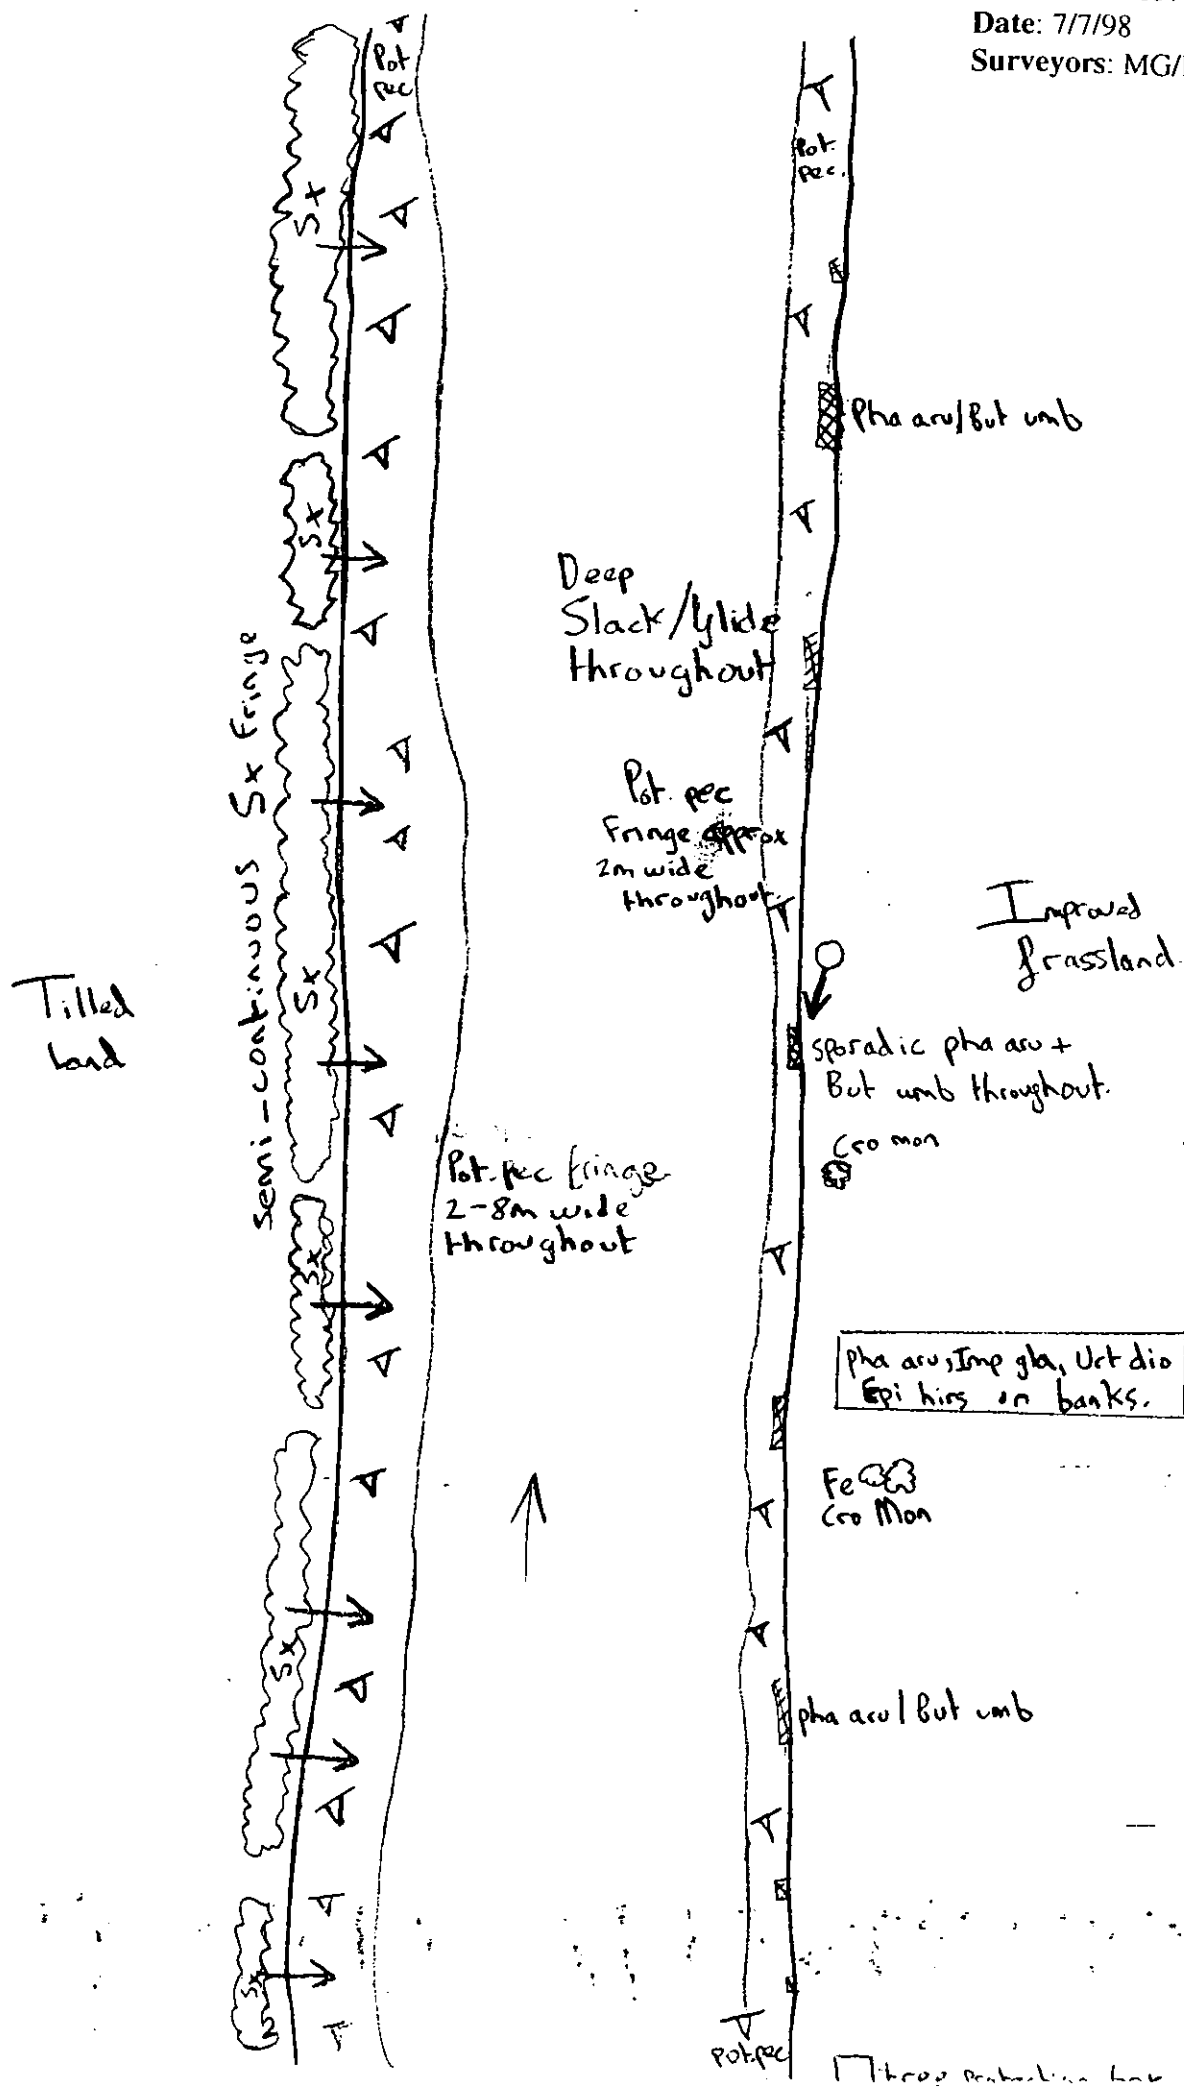 Date: 7/7/98
Surveyors: MG/
Pot
pec
Pot.
pec.
Sx
Pha aru/But umb
Sx
Deep
Slack/Glide
throughout
Semi-continuous Sx Fringe
Pot. pec
Fringe approx
2m wide
throughout.
Improved
grassland.
Tilled
Land
Sx
sporadic pha aru +
But umb throughout.
Cro mon
Pot. pec fringe
2-8m wide
throughout
Sx
pha aru, Imp gla, Urt dio
Epi hirs on banks.
Fe
Cro Mon
Sx
pha aru/But umb
Sx
pot.pec
tree protection